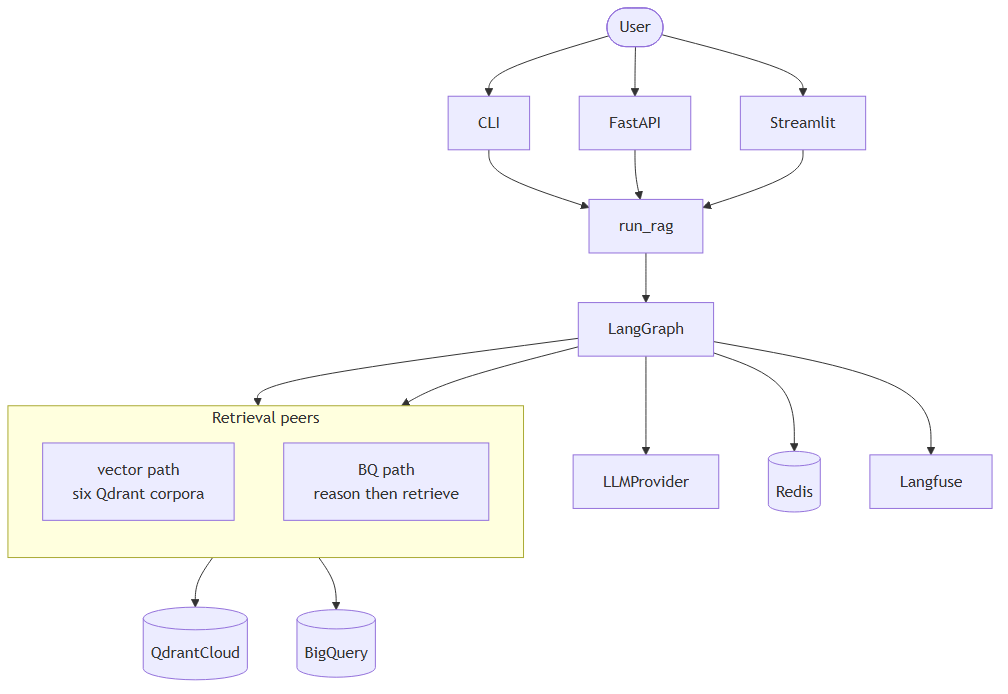 User
CLI
FastAPI
Streamlit
run_rag
LangGraph
Retrieval peers
vector path
six Qdrant corpora
BQ path
reason then retrieve
LLMProvider
Redis
Langfuse
QdrantCloud
BigQuery